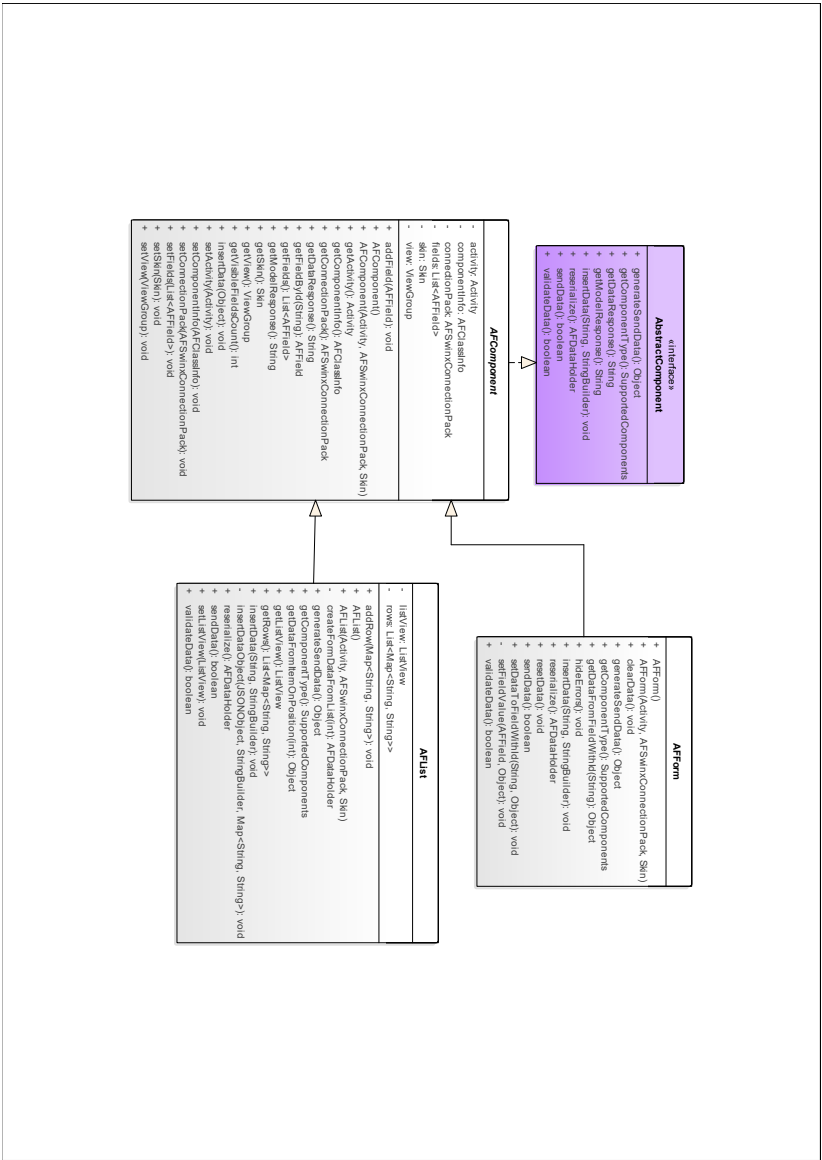 «interface»
AbstractComponent
+ generateSendData(): Object
+ getComponentType(): SupportedComponents
+ getDataResponse(): String
+ getModelResponse(): String
+ insertData(String, StringBuilder): void
+ reserialize(): AFDataHolder
+ sendData(): boolean
+ validateData(): boolean
AFComponent
- activity: Activity
- componentInfo: AFClassInfo
- connectionPack: AFSwinxConnectionPack
- fields: List<AFField>
- skin: Skin
- view: ViewGroup
+ addField(AFField): void
+ AFComponent()
+ AFComponent(Activity, AFSwinxConnectionPack, Skin)
+ getActivity(): Activity
+ getComponentInfo(): AFClassInfo
+ getConnectionPack(): AFSwinxConnectionPack
+ getDataResponse(): String
+ getFieldById(String): AFField
+ getFields(): List<AFField>
+ getModelResponse(): String
+ getSkin(): Skin
+ getView(): ViewGroup
+ getVisibleFieldsCount(): int
+ insertData(Object): void
+ setActivity(Activity): void
+ setComponentInfo(AFClassInfo): void
+ setConnectionPack(AFSwinxConnectionPack): void
+ setFields(List<AFField>): void
+ setSkin(Skin): void
+ setView(ViewGroup): void
AFForm
+ AFForm()
+ AFForm(Activity, AFSwinxConnectionPack, Skin)
+ clearData(): void
+ generateSendData(): Object
+ getComponentType(): SupportedComponents
+ getDataFromFieldWithId(String): Object
+ hideErrors(): void
+ insertData(String, StringBuilder): void
+ reserialize(): AFDataHolder
+ resetData(): void
+ sendData(): boolean
+ setDataToFieldWithId(String, Object): void
- setFieldValue(AFField, Object): void
+ validateData(): boolean
AFList
- listView: ListView
- rows: List<Map<String, String>>
+ addRow(Map<String, String>): void
+ AFList()
+ AFList(Activity, AFSwinxConnectionPack, Skin)
- createFormDataFromList(int): AFDataHolder
+ generateSendData(): Object
+ getComponentType(): SupportedComponents
+ getDataFromItemOnPosition(int): Object
+ getListView(): ListView
+ getRows(): List<Map<String, String>>
+ insertData(String, StringBuilder): void
- insertDataObject(JSONObject, StringBuilder, Map<String, String>): void
+ reserialize(): AFDataHolder
+ sendData(): boolean
+ setListView(ListView): void
+ validateData(): boolean